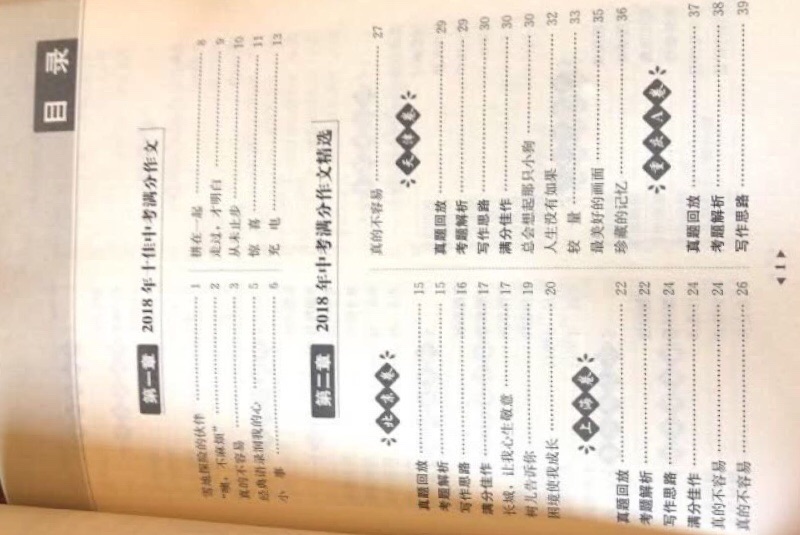 目录
第一章 2018年十佳中考满分作文
雪地探险的伙伴 1
“噢，不麻烦” 2
真的不容易 3
经典语录润我的心 5
小 事 6
拼在一起 8
走过，才明白 9
从未止步 10
惊 喜 11
充 电 13
第二章 2018年中考满分作文精选
北京卷
真题回放 15
考题解析 15
写作思路 16
满分佳作 17
长城，让我心生敬意 17
树儿告诉你 19
困境使我成长 20
上海卷
真题回放 22
考题解析 22
写作思路 24
满分佳作 24
真的不容易 24
真的不容易 26
真的不容易 27
天津卷
真题回放 29
考题解析 29
写作思路 30
满分佳作 30
总会想起那只小狗 30
人生没有如果 32
较 量 33
最美好的画面 35
珍藏的记忆 36
重庆A卷
真题回放 37
考题解析 38
写作思路 39
1